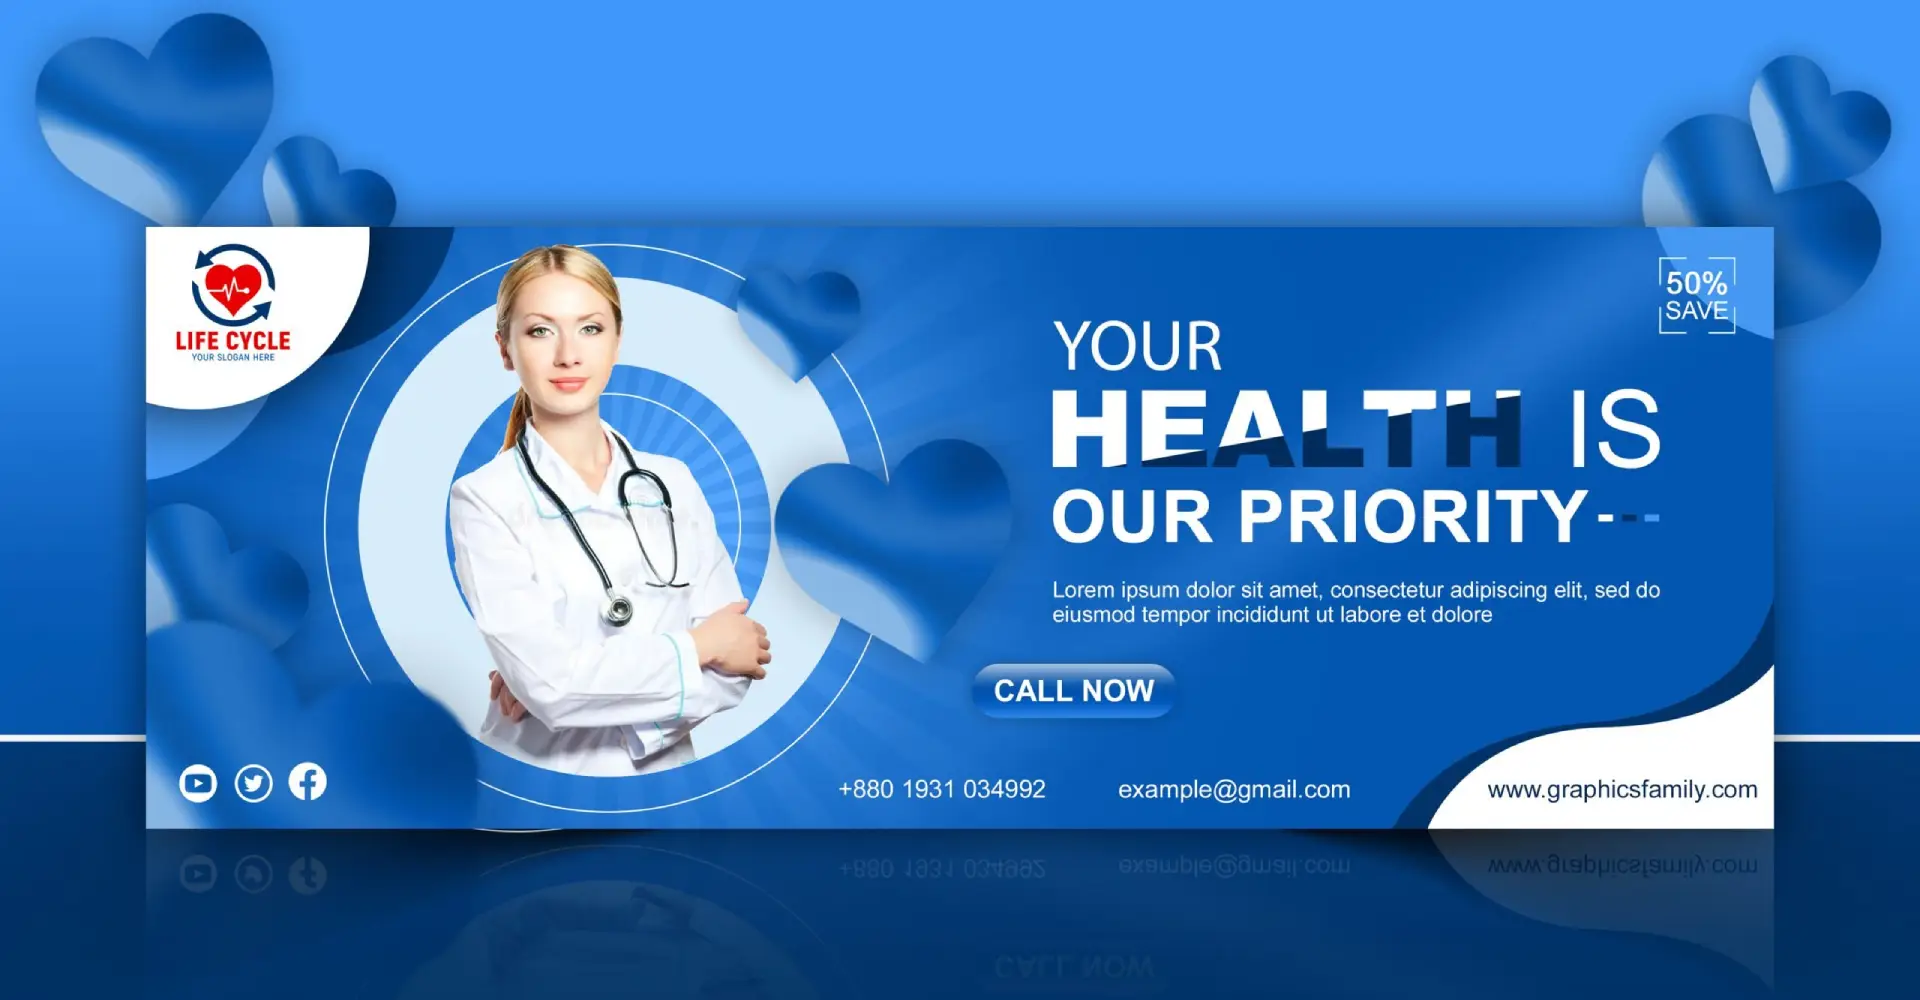 LIFE CYCLE
YOUR SLOGAN HERE
50%
SAVE
YOUR
HEALTH IS
OUR PRIORITY---
Lorem ipsum dolor sit amet, consectetur adipiscing elit, sed do
eiusmod tempor incididunt ut labore et dolore
CALL NOW
+880 1931 034992
example@gmail.com
www.graphicsfamily.com